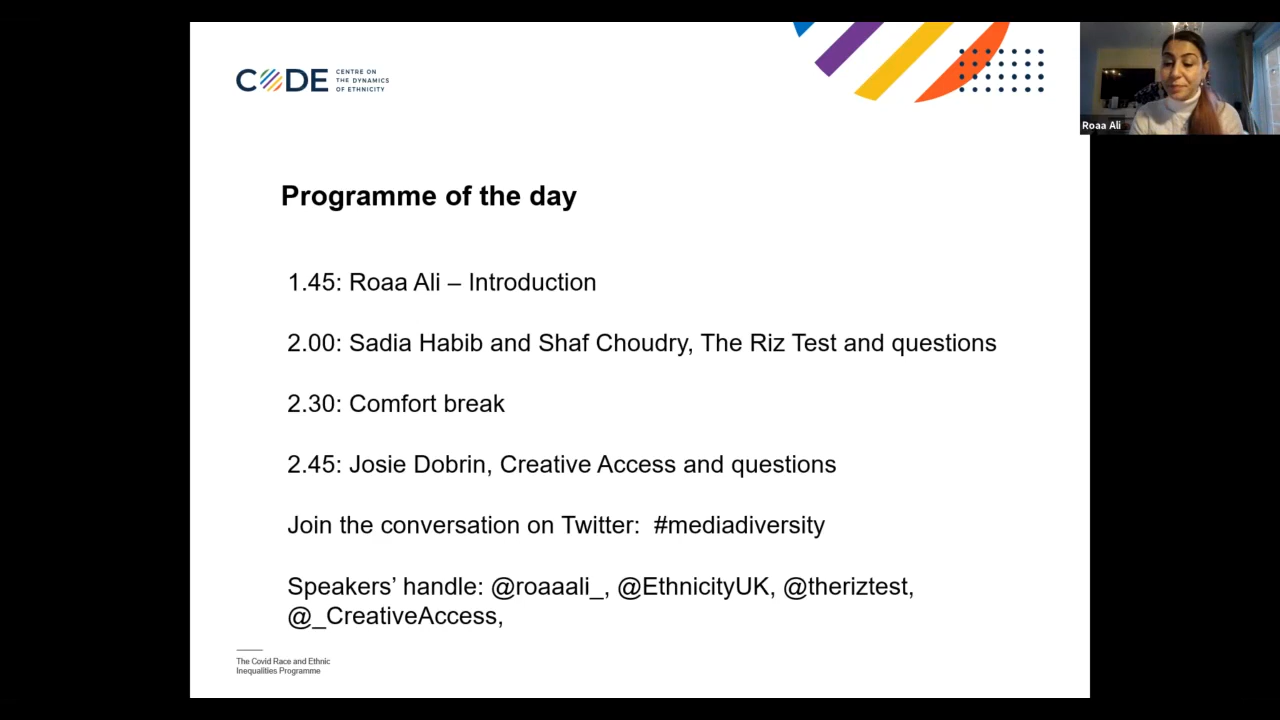 CODE
CENTRE ON
THE DYNAMICS
OF ETHNICITY
Roaa Ali
Programme of the day
1.45: Roaa Ali – Introduction
2.00: Sadia Habib and Shaf Choudry, The Riz Test and questions
2.30: Comfort break
2.45: Josie Dobrin, Creative Access and questions
Join the conversation on Twitter:  #mediadiversity
Speakers’ handle: @roaaali_, @EthnicityUK, @theriztest,
@_CreativeAccess,
The Covid Race and Ethnic
Inequalities Programme